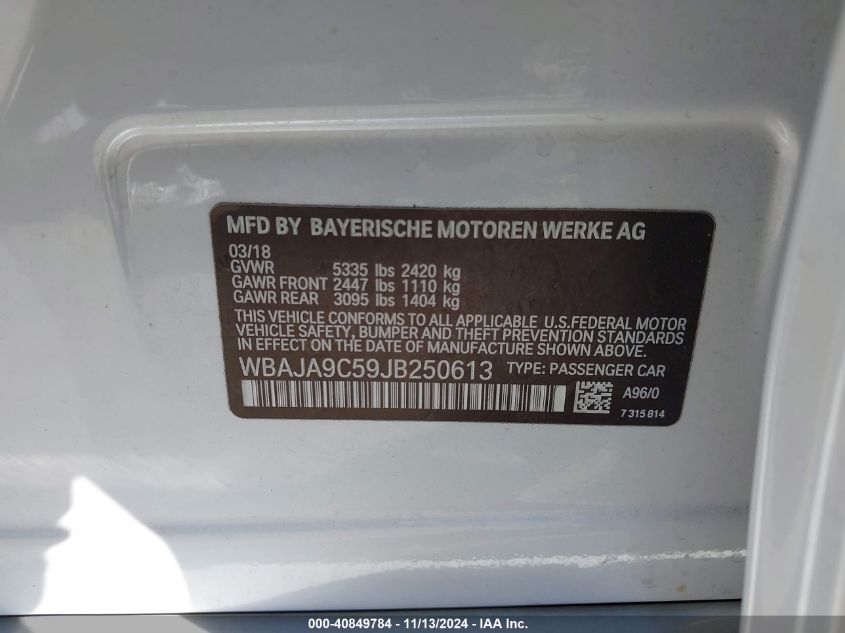 MFD BY BAYERISCHE MOTOREN WERKE AG
03/18
GVWR 5335 lbs 2420 kg
GAWR FRONT 2447 lbs 1110 kg
GAWR REAR 3095 lbs 1404 kg
THIS VEHICLE CONFORMS TO ALL APPLICABLE U.S.FEDERAL MOTOR
VEHICLE SAFETY, BUMPER AND THEFT PREVENTION STANDARDS
IN EFFECT ON THE DATE OF MANUFACTURE SHOWN ABOVE.
WBAJA9C59JB250613 TYPE: PASSENGER CAR
A96/0
7 315 814
000-40849784 - 11/13/2024 - IAA Inc.